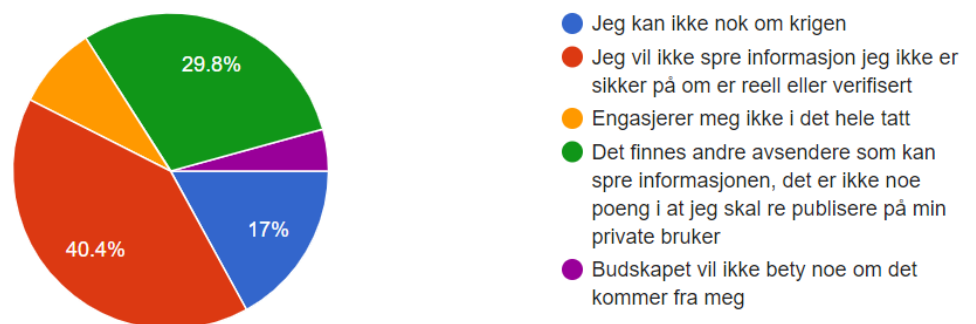 29.8%
17%
40.4%
Jeg kan ikke nok om krigen
Jeg vil ikke spre informasjon jeg ikke er
sikker på om er reell eller verifisert
Engasjerer meg ikke i det hele tatt
Det finnes andre avsendere som kan
spre informasjonen, det er ikke noe
poeng i at jeg skal re publisere på min
private bruker
Budskapet vil ikke bety noe om det
kommer fra meg